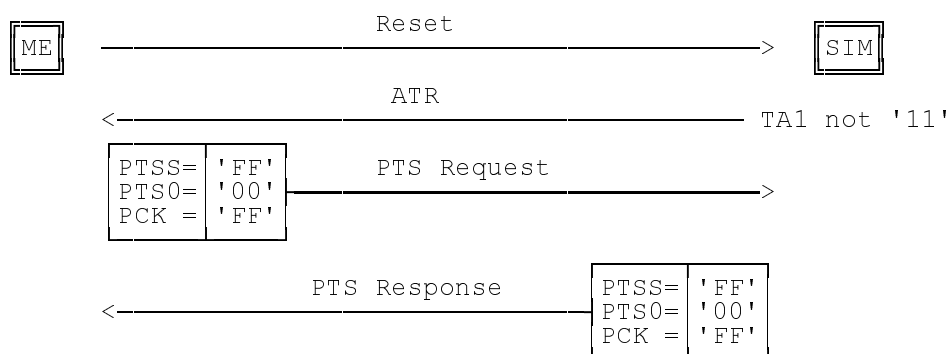 Reset
ME SIM
ATR
TA1 not '11'
PTSS= 'FF'
PTS0= '00' PTS Request
PCK = 'FF'
PTS Response
PTSS= 'FF'
PTS0= '00'
PCK = 'FF'